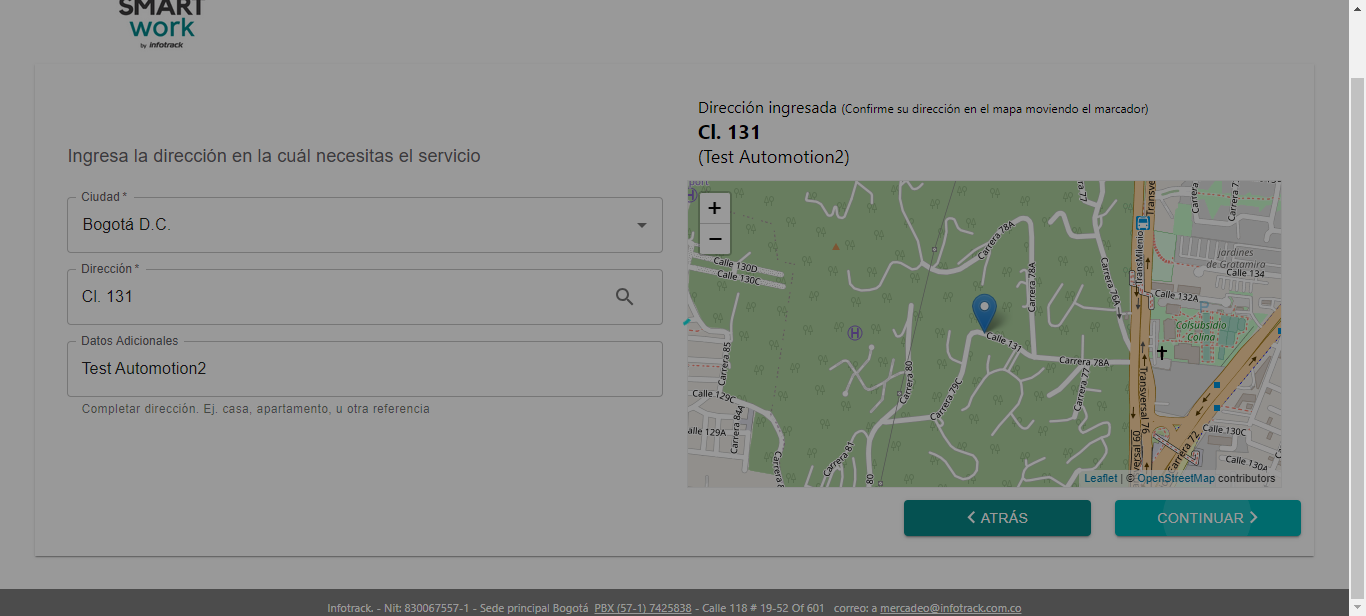 SMART
work
by infotrack
Ingresa la dirección en la cuál necesitas el servicio
Ciudad *
Bogotá D.C.
Dirección *
Cl. 131
Datos Adicionales
Test Automotion2
Completar dirección. Ej. casa, apartamento, u otra referencia
Dirección ingresada (Confirme su dirección en el mapa moviendo el marcador)
Cl. 131
(Test Automotion2)
+
−
Calle 130D
Calle 130C
Carrera 85
Calle 129C
Carrera 84A
alle 129A
Carrera 81
80
Carrera 80
Carrera 79C
Calle 131
Carrera 78A
Carrera 78A
Carrera 78A
Carrera 77
Carrera 76A
TransMilenio
Transvers
Transversal 76
Carrera 72
Calle 132A
Calle 134
Jardines
de Gratamira
Colsubsidio
Colina
Calle 130C
Calle 130A
Leaflet | © OpenStreetMap contributors
ATRÁS
CONTINUAR
Infotrack. - Nit: 830067557-1 - Sede principal Bogotá PBX (57-1) 7425838 - Calle 118 # 19-52 Of 601 correo: a mercadeo@infotrack.com.co